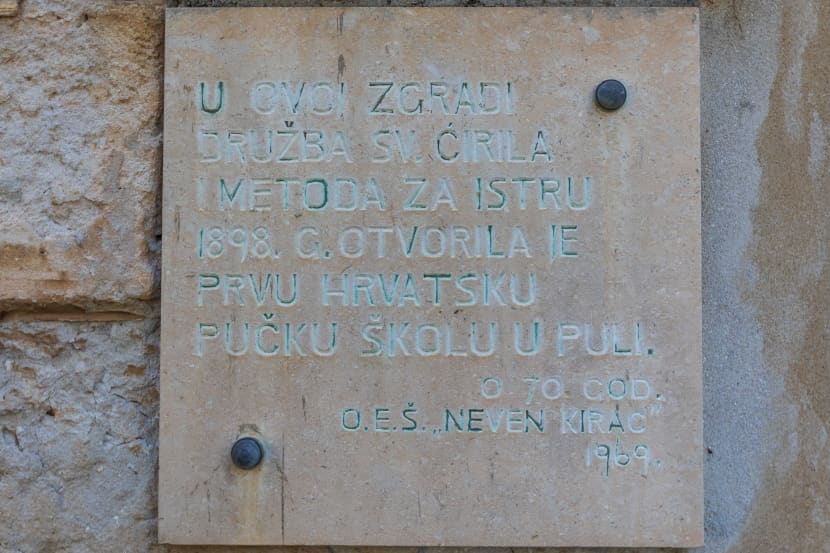 U OVOJ ZGRADI
DRUŽBA SV. ĆIRILA
I METODA ZA ISTRU
1898. G. OTVORILA JE
PRVU HRVATSKU
PUČKU ŠKOLU U PULI.
O 70 GOD.
O.E.Š. „NEVEN KIRAC"
1969.